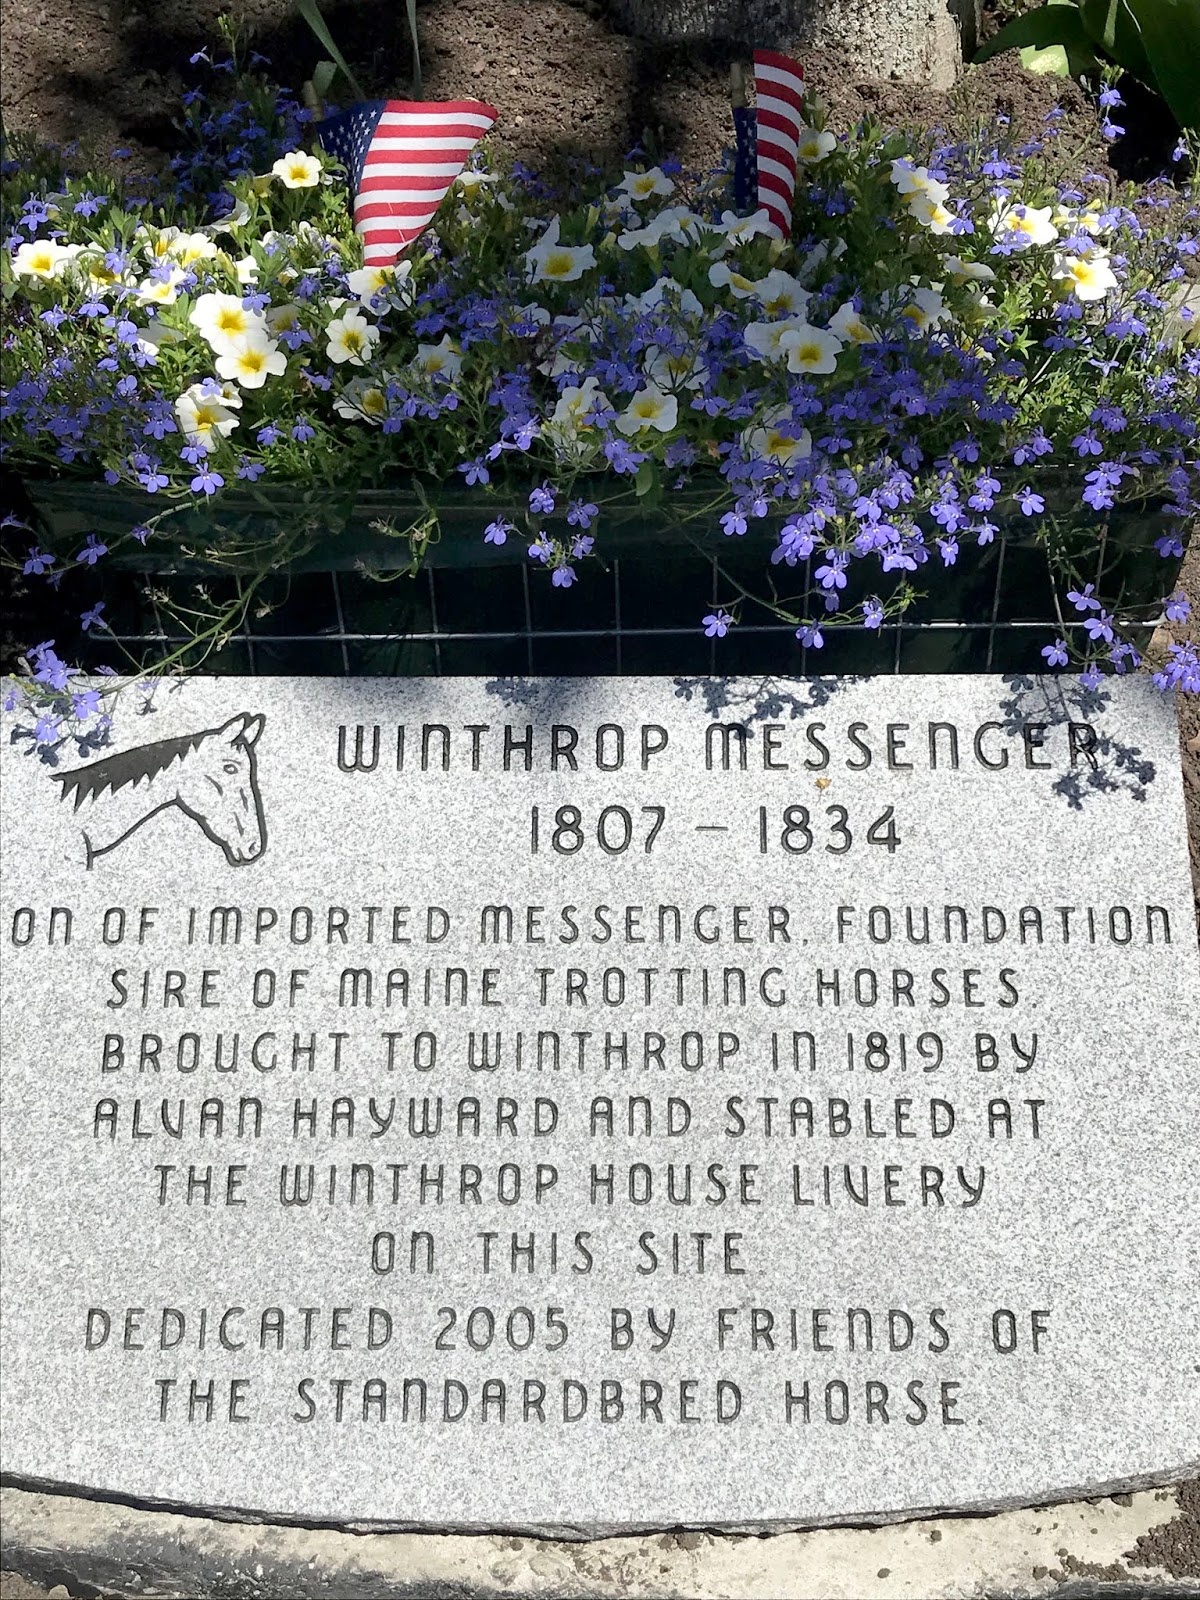 WINTHROP MESSENGER
1807 – 1834
ON OF IMPORTED MESSENGER, FOUNDATION
SIRE OF MAINE TROTTING HORSES.
BROUGHT TO WINTHROP IN 1819 BY
ALVAN HAYWARD AND STABLED AT
THE WINTHROP HOUSE LIVERY
ON THIS SITE.
DEDICATED 2005 BY FRIENDS OF
THE STANDARDBRED HORSE.